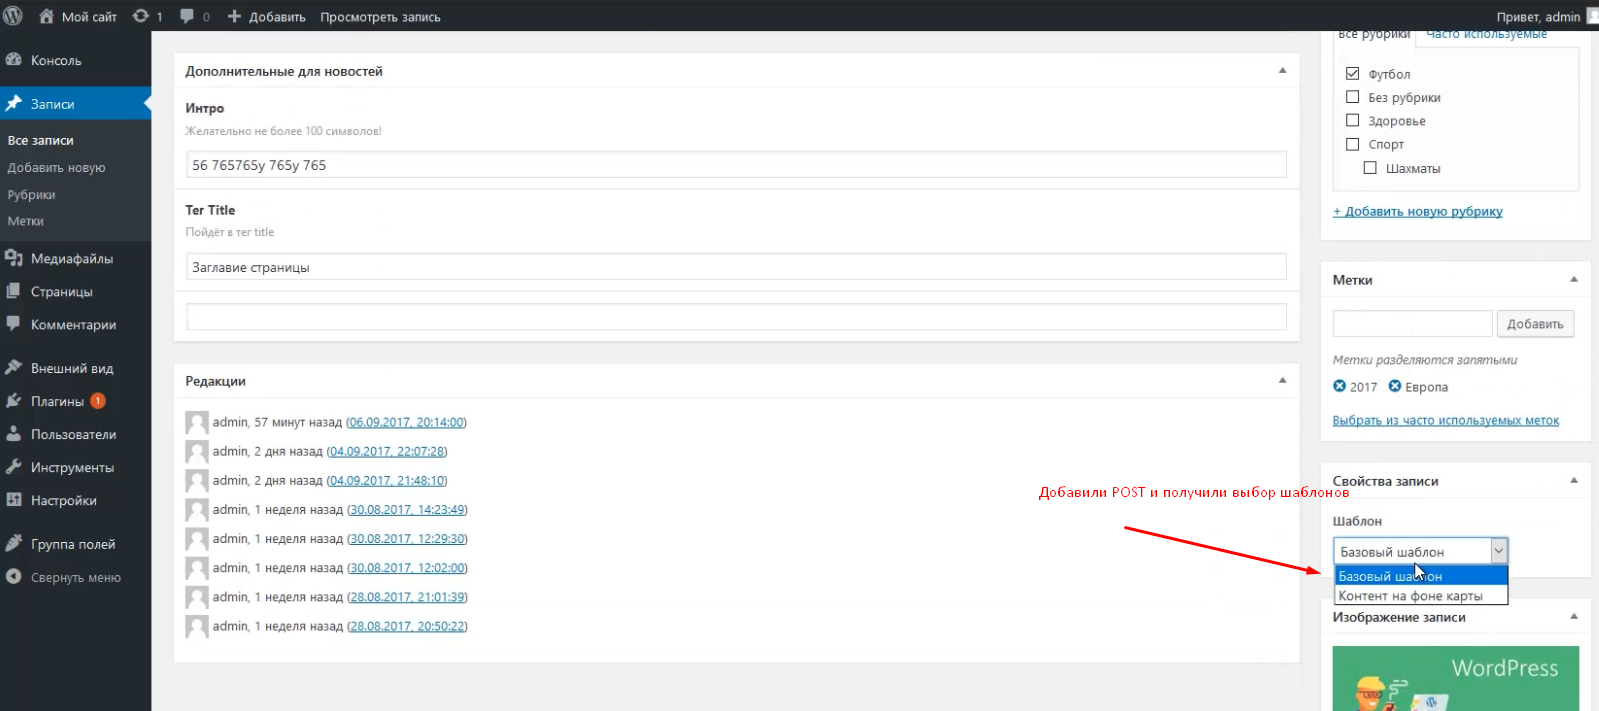 Мой сайт 1 0 Добавить Просмотреть запись Привет, admin
Консоль
Записи
Все записи
Добавить новую
Рубрики
Метки
Медиафайлы
Страницы
Комментарии
Внешний вид
Плагины 1
Пользователи
Инструменты
Настройки
Группа полей
Свернуть меню
Дополнительные для новостей
Интро
Желательно не более 100 символов!
56 765765у 765у 765
Тег Title
Пойдёт в тег title
Заглавие страницы
Редакции
admin, 57 минут назад (06.09.2017, 20:14:00)
admin, 2 дня назад (04.09.2017, 22:07:28)
admin, 2 дня назад (04.09.2017, 21:48:10)
admin, 1 неделя назад (30.08.2017, 14:23:49)
admin, 1 неделя назад (30.08.2017, 12:29:30)
admin, 1 неделя назад (30.08.2017, 12:02:00)
admin, 1 неделя назад (28.08.2017, 21:01:39)
admin, 1 неделя назад (28.08.2017, 20:50:22)
Добавили POST и получили выбор шаблонов
Все рубрики Часто используемые
Футбол
Без рубрики
Здоровье
Спорт
Шахматы
+ Добавить новую рубрику
Метки
Добавить
Метки разделяются запятыми
2017 Европа
Выбрать из часто используемых меток
Свойства записи
Шаблон
Базовый шаблон
Базовый шаблон
Контент на фоне карты
Изображение записи
WordPress